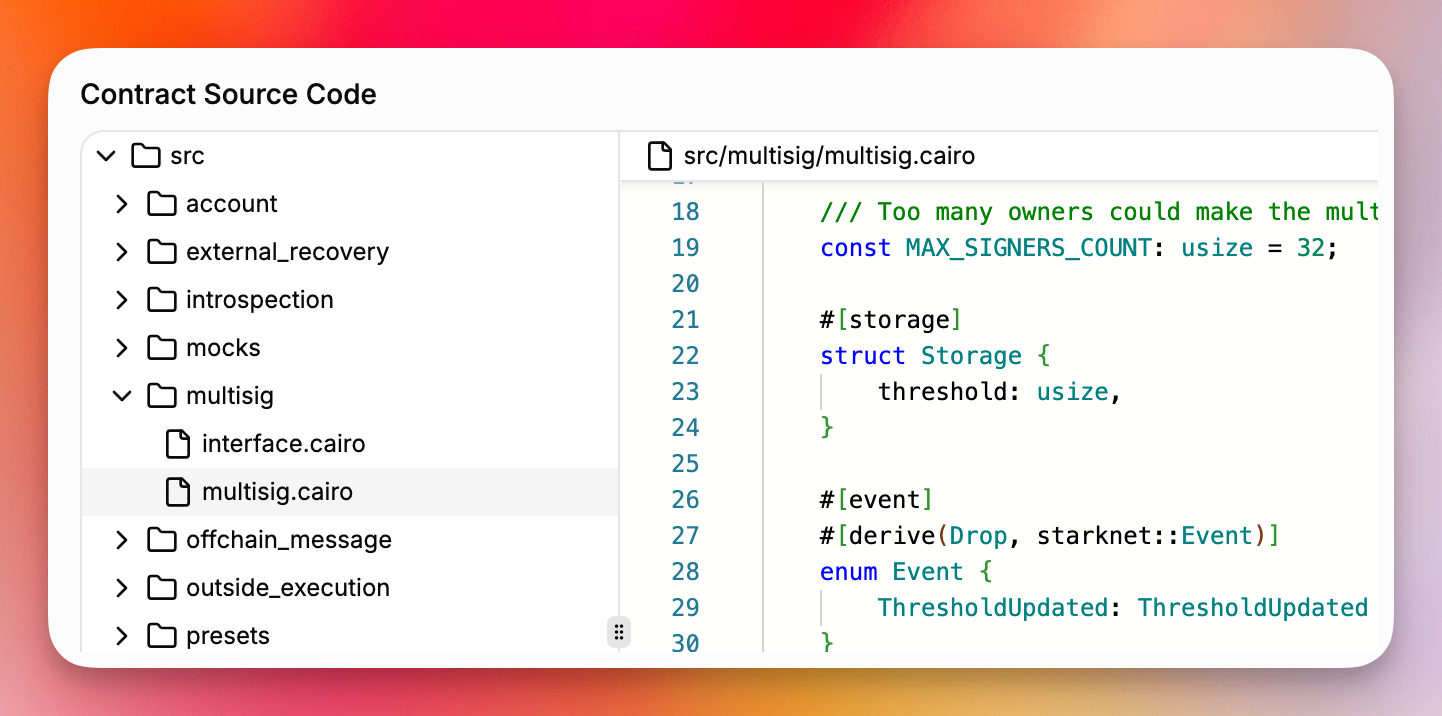 Contract Source Code
src
account
external_recovery
introspection
mocks
multisig
interface.cairo
multisig.cairo
offchain_message
outside_execution
presets
src/multisig/multisig.cairo
18 /// Too many owners could make the mult
19 const MAX_SIGNERS_COUNT: usize = 32;
20
21 #[storage]
22 struct Storage {
23 threshold: usize,
24 }
25
26 #[event]
27 #[derive(Drop, starknet::Event)]
28 enum Event {
29 ThresholdUpdated: ThresholdUpdated
30 }